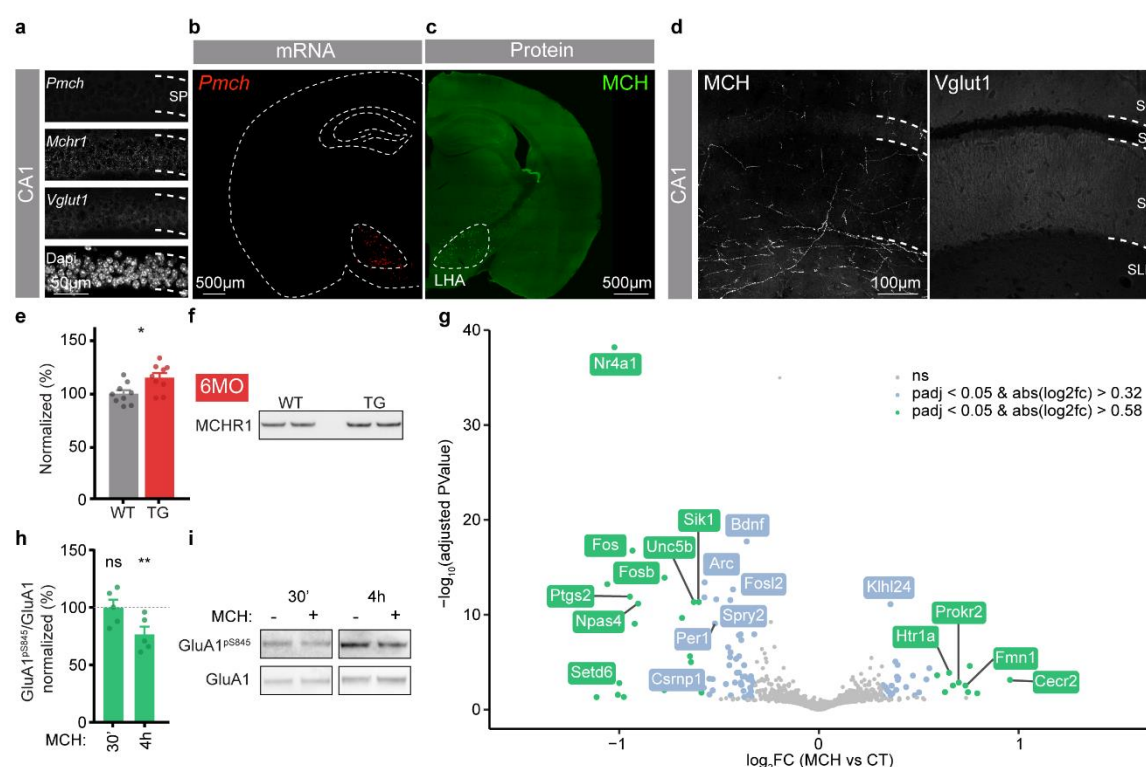 a
b
c
d
mRNA
Protein
CA1
Pmch
SP
Mchr1
Vglut1
Dapi
50µm
Pmch
500µm
MCH
LHA
500µm
CA1
MCH
100µm
Vglut1
S
S
S
SL
e
*
150
100
50
0
Normalized (%)
WT TG
f
6MO
WT TG
MCHR1
g
40
30
20
10
0
−log10(adjusted PValue)
ns
padj < 0.05 & abs(log2fc) > 0.32
padj < 0.05 & abs(log2fc) > 0.58
Nr4a1
Sik1
Bdnf
Fos
Unc5b
Arc
Fosb
Fosl2
Klhl24
Ptgs2
Npas4
Spry2
Prokr2
Per1
Htr1a
Fmn1
Setd6
Csrnp1
Cecr2
−1 0 1
log2FC (MCH vs CT)
h
ns **
150
100
50
0
GluA1pS845/GluA1
normalized (%)
MCH: 30' 4h
i
30' 4h
MCH: - + - +
GluA1pS845
GluA1